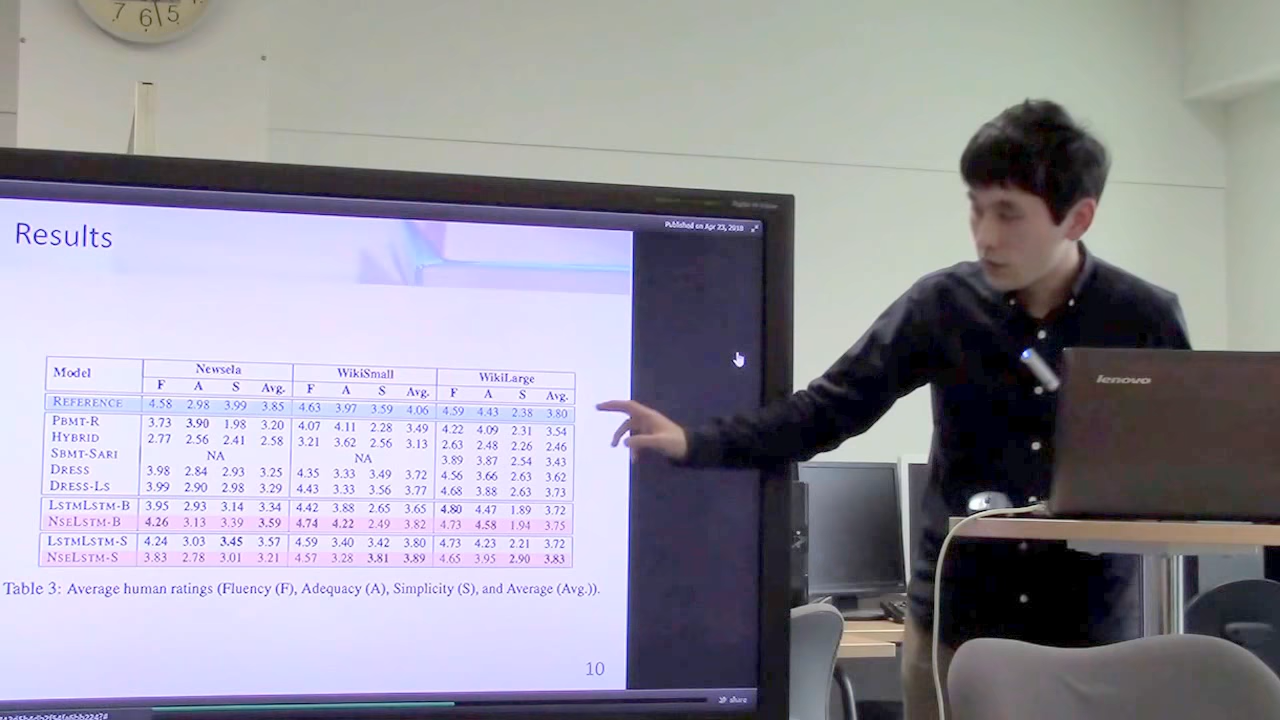 7 6 5
Published on Apr 23, 2018
Results
Model Newsela WikiSmall WikiLarge
F A S Avg. F A S Avg. F A S Avg.
REFERENCE 4.58 2.98 3.99 3.85 4.63 3.97 3.59 4.06 4.59 4.43 2.38 3.80
PBMT-R 3.73 3.90 1.98 3.20 4.07 4.11 2.28 3.49 4.22 4.09 2.31 3.54
HYBRID 2.77 2.56 2.41 2.58 3.21 3.62 2.56 3.13 2.63 2.48 2.26 2.46
SBMT-SARI NA NA 3.89 3.87 2.54 3.43
DRESS 3.98 2.84 2.93 3.25 4.35 3.33 3.49 3.72 4.56 3.66 2.63 3.62
DRESS-LS 3.99 2.90 2.98 3.29 4.43 3.33 3.56 3.77 4.68 3.88 2.63 3.73
LSTMLSTM-B 3.95 2.93 3.14 3.34 4.42 3.88 2.65 3.65 4.80 4.47 1.89 3.72
NSELSTM-B 4.26 3.13 3.39 3.59 4.74 4.22 2.49 3.82 4.73 4.58 1.94 3.75
LSTMLSTM-S 4.24 3.03 3.45 3.57 4.59 3.40 3.42 3.80 4.73 4.23 2.21 3.72
NSELSTM-S 3.83 2.78 3.01 3.21 4.57 3.28 3.81 3.89 4.65 3.95 2.90 3.83
Table 3: Average human ratings (Fluency (F), Adequacy (A), Simplicity (S), and Average (Avg.)).
10
share
lenovo